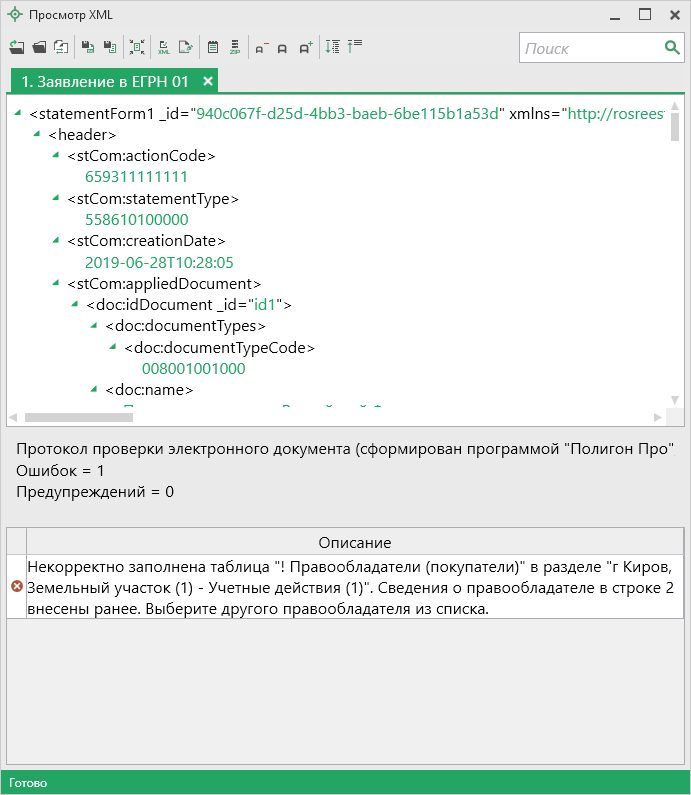 Просмотр XML
XML
ZIP
Поиск
1. Заявление в ЕГРН 01
<statementForm1 _id="940c067f-d25d-4bb3-baeb-6be115b1a53d" xmlns="http://rosrees
<header>
<stCom:actionCode>
659311111111
<stCom:statementType>
558610100000
<stCom:creationDate>
2019-06-28T10:28:05
<stCom:appliedDocument>
<doc:idDocument _id="id1">
<doc:documentTypes>
<doc:documentTypeCode>
008001001000
<doc:name>
Протокол проверки электронного документа (сформирован программой "Полигон Про"
Ошибок = 1
Предупреждений = 0
Описание
Некорректно заполнена таблица "! Правообладатели (покупатели)" в разделе "г Киров,
Земельный участок (1) - Учетные действия (1)". Сведения о правообладателе в строке 2
внесены ранее. Выберите другого правообладателя из списка.
Готово